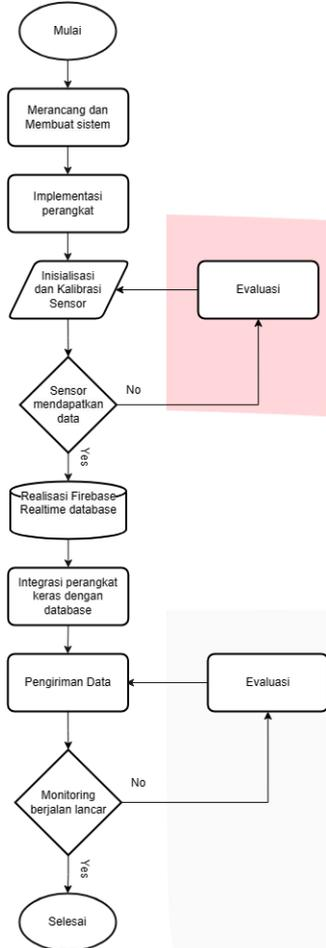 Mulai
Merancang dan
Membuat sistem
Implementasi
perangkat
Inisialisasi
dan Kalibrasi
Sensor
Evaluasi
Sensor
mendapatkan
data
No
Yes
Realisasi Firebase
Realtime database
Integrasi perangkat
keras dengan
database
Pengiriman Data
Evaluasi
Monitoring
berjalan lancar
No
Yes
Selesai